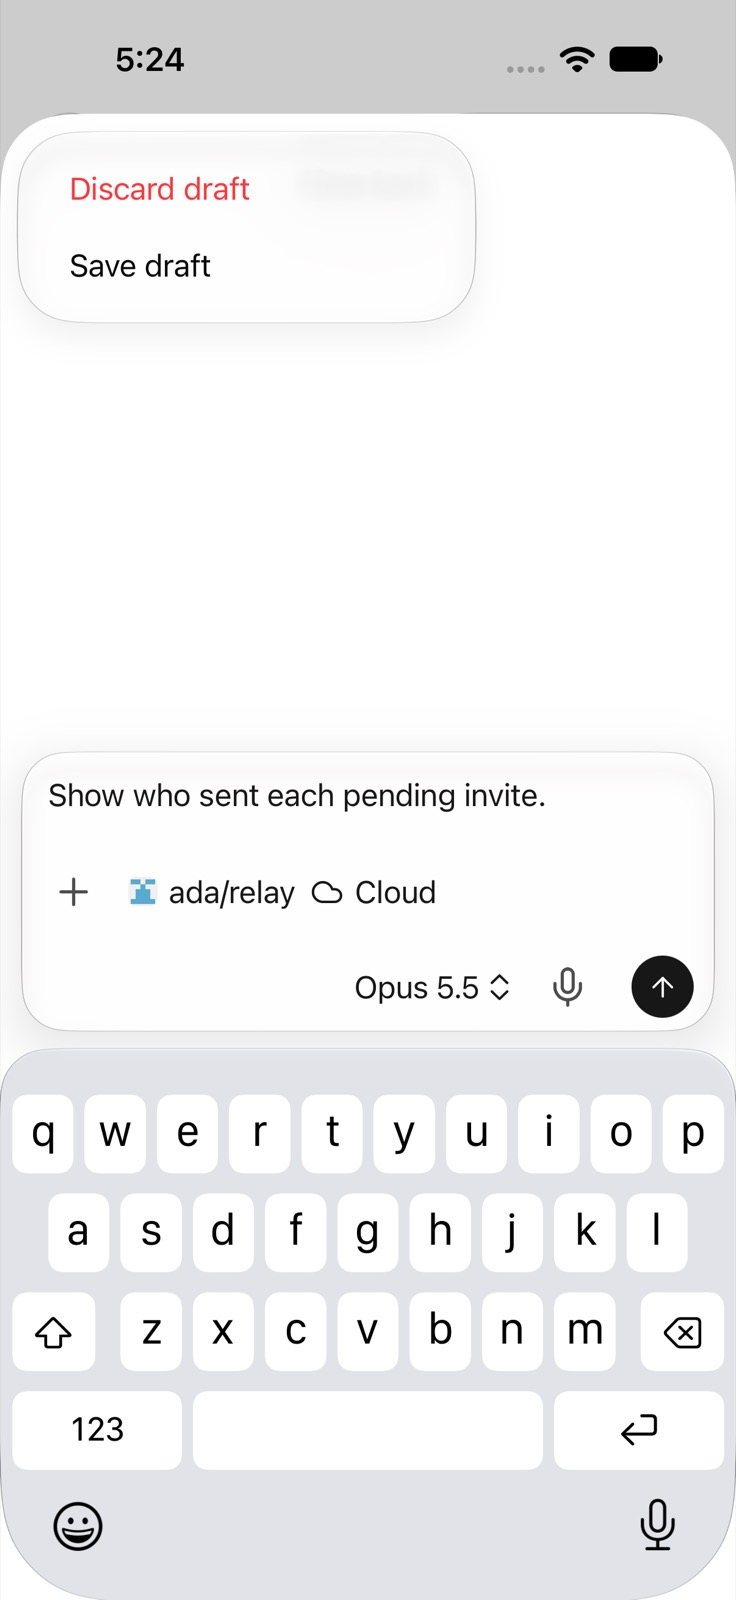 5:24
Discard draft
Save draft
Show who sent each pending invite.
ada/relay Cloud
Opus 5.5
q w e r t y u i o p
a s d f g h j k l
z x c v b n m
123